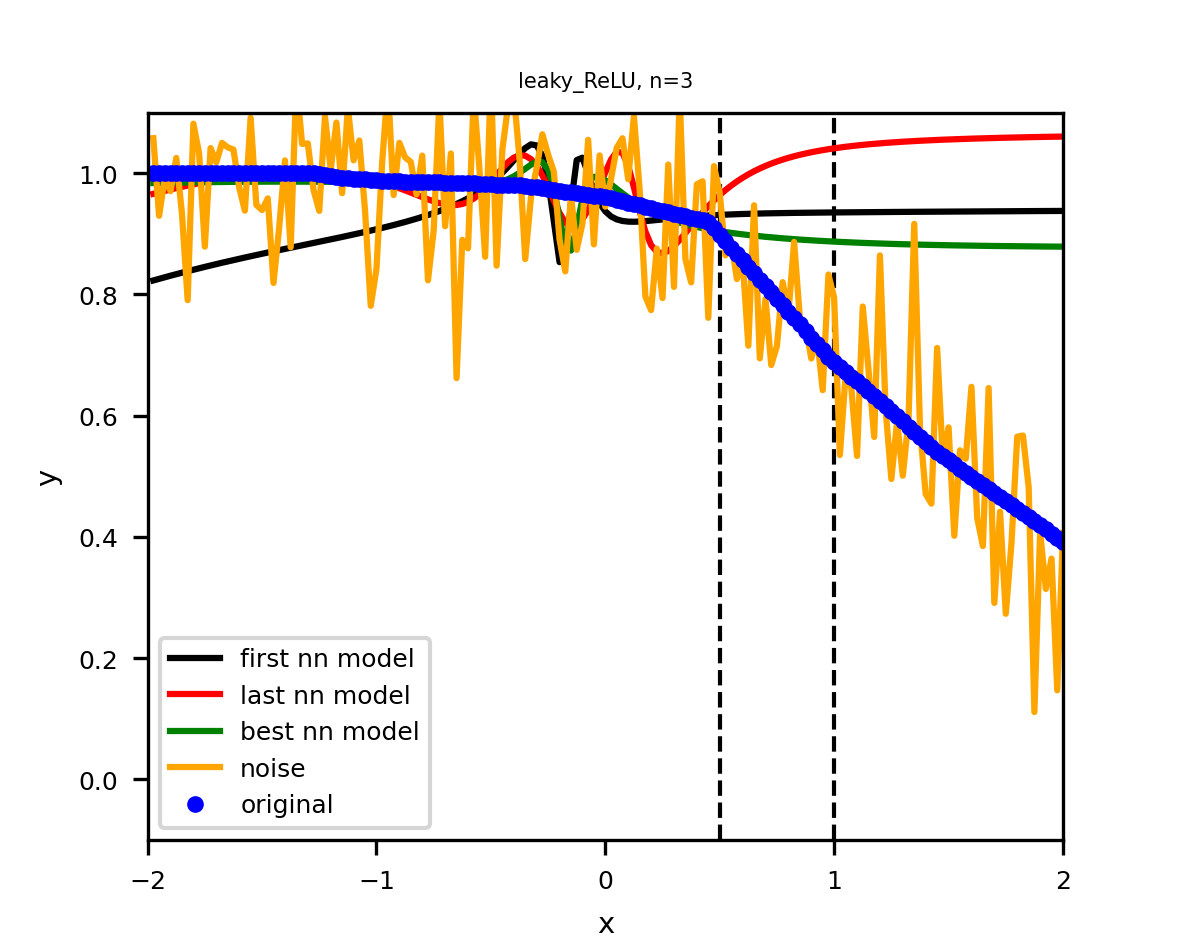 leaky_ReLU, n=3
1.0
0.8
0.6
0.4
0.2
0.0
y
first nn model
last nn model
best nn model
noise
original
−2
−1
0
1
2
x